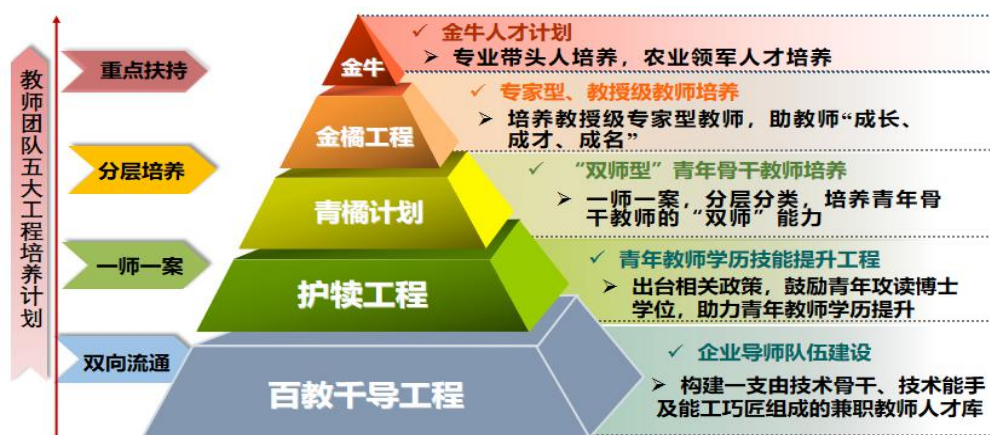 教师团队五大工程培养计划
重点扶持
分层培养
一师一案
双向流通
金牛
金橘工程
青橘计划
护犊工程
百教千导工程
✓ 金牛人才计划
➢ 专业带头人培养，农业领军人才培养
✓ 专家型、教授级教师培养
➢ 培养教授级专家型教师，助教师“成长、
成才、成名”
✓ “双师型”青年骨干教师培养
➢ 一师一案，分层分类，培养青年骨
干教师的“双师”能力
✓ 青年教师学历技能提升工程
➢ 出台相关政策，鼓励青年攻读博士
学位，助力青年教师学历提升
✓ 企业导师队伍建设
➢ 构建一支由技术骨干、技术能手
及能工巧匠组成的兼职教师人才库